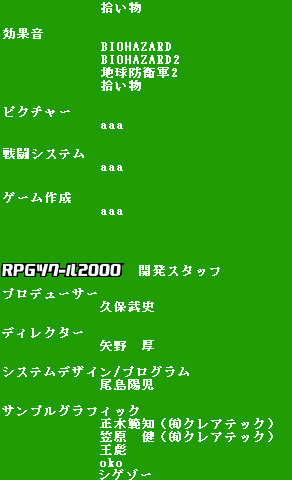 拾い物
効果音
BIOHAZARD
BIOHAZARD2
地球防衛軍2
拾い物
ピクチャー
aaa
戦闘システム
aaa
ゲーム作成
aaa
RPGツクール2000 開発スタッフ
プロデューサー
久保武史
ディレクター
矢野　厚
システムデザイン/プログラム
尾島陽児
サンプルグラフィック
正木範知（㈲クレアテック）
笠原　健（㈲クレアテック）
王彪
oko
シゲゾー